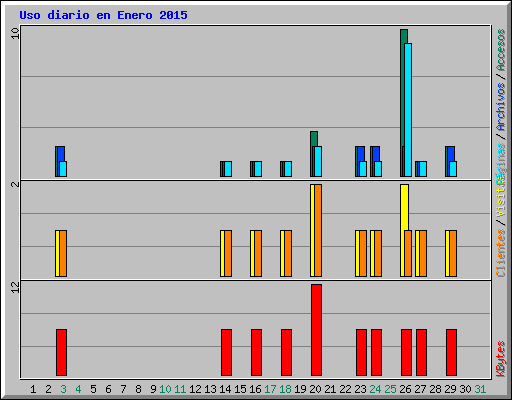 Uso diario en Enero 2015
10
2
12
Accesos / Archivos / Páginas
Visitas / Clientes
KBytes
1 2 3 4 5 6 7 8 9 10 11 12 13 14 15 16 17 18 19 20 21 22 23 24 25 26 27 28 29 30 31